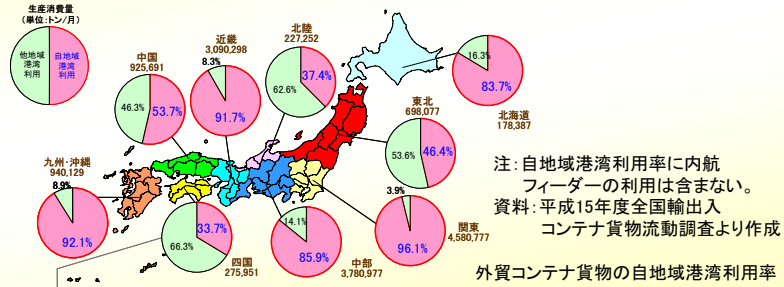 生産消費量
(単位:トン/月)
他地域
港湾
利用
自地域
港湾
利用
中国
925,691
46.3%
53.7%
近畿
3,090,298
8.3%
91.7%
北陸
227,252
37.4%
62.6%
16.3%
83.7%
北海道
178,387
東北
698,077
53.6%
46.4%
九州・沖縄
940,129
8.9%
92.1%
33.7%
66.3%
四国
275,951
14.1%
85.9%
中部
3,780,977
3.9%
96.1%
関東
4,580,777
注:自地域港湾利用率に内航
フィーダーの利用は含まない。
資料:平成15年度全国輸出入
コンテナ貨物流動調査より作成
外貿コンテナ貨物の自地域港湾利用率